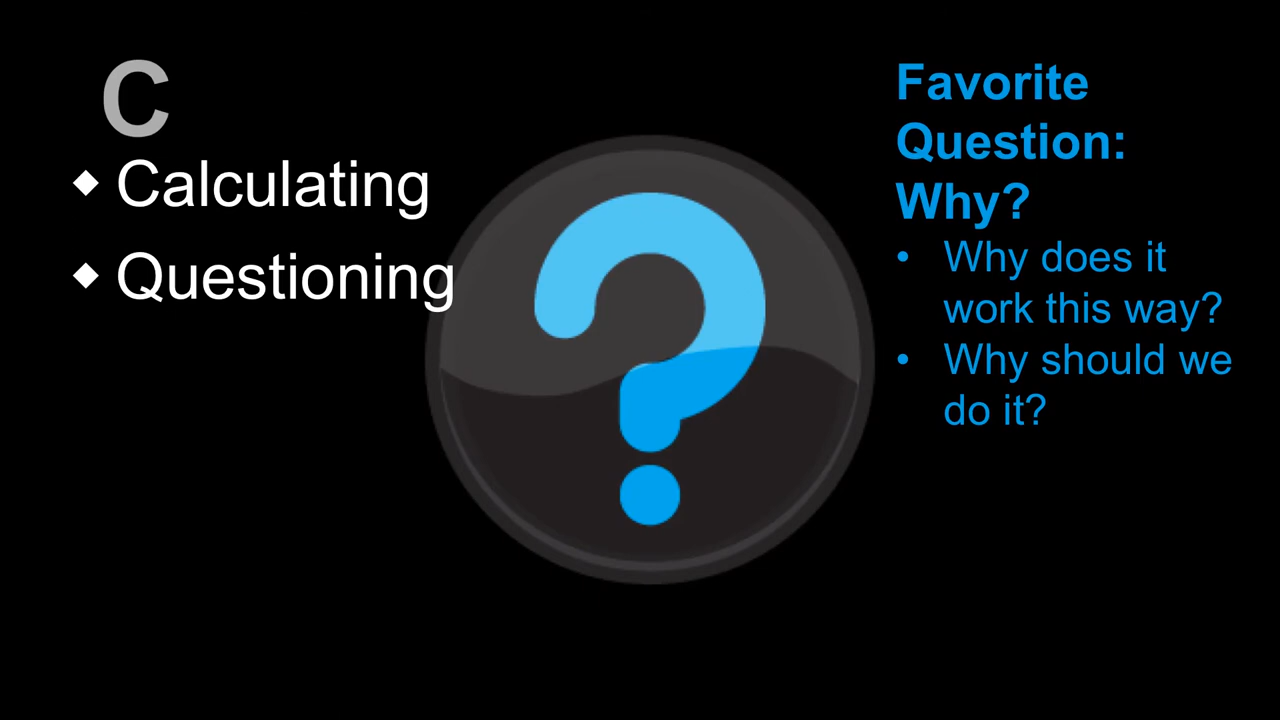 C
◆ Calculating
◆ Questioning
Favorite
Question:
Why?
• Why does it
work this way?
• Why should we
do it?